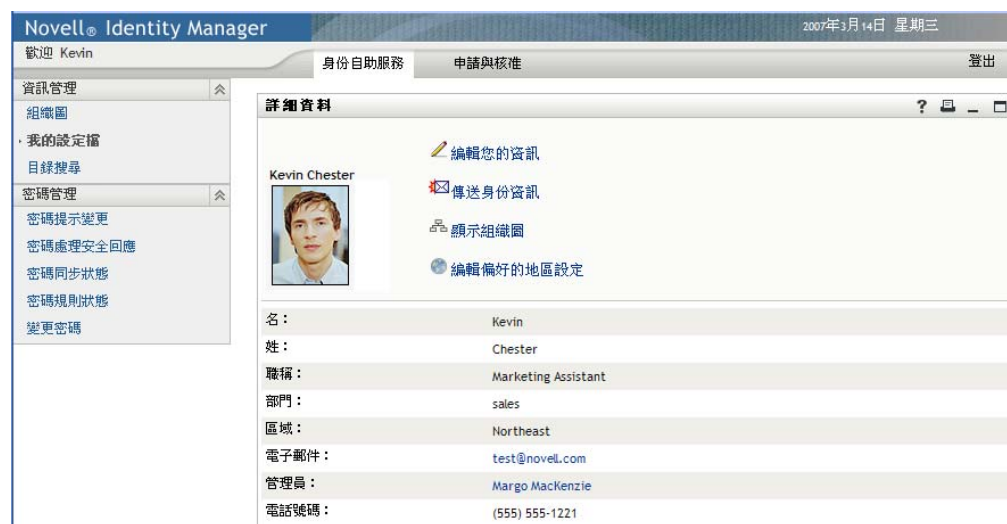 Novell® Identity Manager
2007年3月14日 星期三
歡迎 Kevin
身份自助服務
申請與核准
登出
資訊管理
組織圖
我的設定檔
目錄搜尋
密碼管理
密碼提示變更
密碼處理安全回應
密碼同步狀態
密碼規則狀態
變更密碼
詳細資料
?
Kevin Chester
編輯您的資訊
傳送身份資訊
顯示組織圖
編輯偏好的地區設定
名: Kevin
姓: Chester
職稱: Marketing Assistant
部門: sales
區域: Northeast
電子郵件: test@novell.com
管理員: Margo MacKenzie
電話號碼: (555) 555-1221